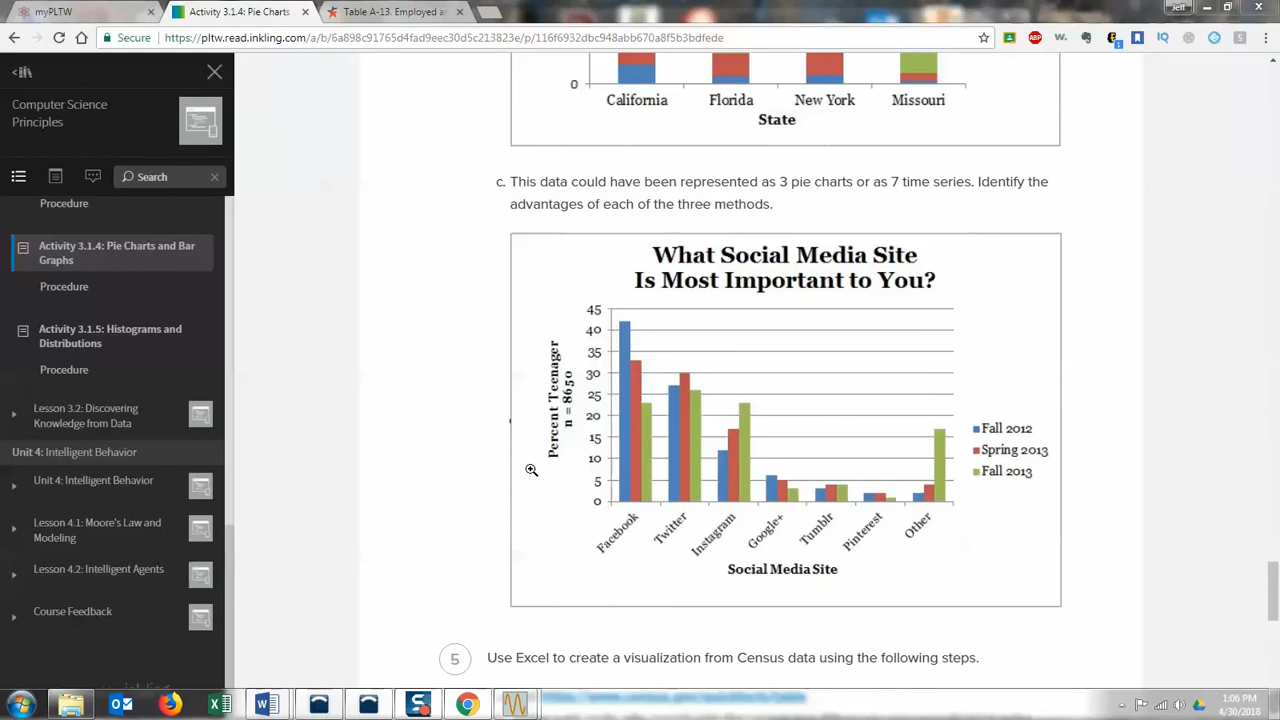 myPLTW
Activity 3.1.4: Pie Charts
Table A-13. Employed a
Jeff
Secure
https://pltw.read.inkling.com/a/b/6a898c91765d4fad9eec30d5c213823e/p/116f6932dbc948abb670a8f5b3bdfede
Computer Science
Principles
Search
Procedure
Activity 3.1.4: Pie Charts and Bar
Graphs
Procedure
Activity 3.1.5: Histograms and
Distributions
Procedure
Lesson 3.2: Discovering
Knowledge from Data
Unit 4: Intelligent Behavior
Unit 4: Intelligent Behavior
Lesson 4.1: Moore's Law and
Modeling
Lesson 4.2: Intelligent Agents
Course Feedback
0
California Florida New York Missouri
State
c. This data could have been represented as 3 pie charts or as 7 time series. Identify the
advantages of each of the three methods.
What Social Media Site
Is Most Important to You?
45
40
35
30
25
20
15
10
5
0
Percent Teenager
n = 8650
Facebook Twitter Instagram Google+ Tumblr Pinterest Other
Social Media Site
Fall 2012
Spring 2013
Fall 2013
5 Use Excel to create a visualization from Census data using the following steps.
1:06 PM
4/30/2018